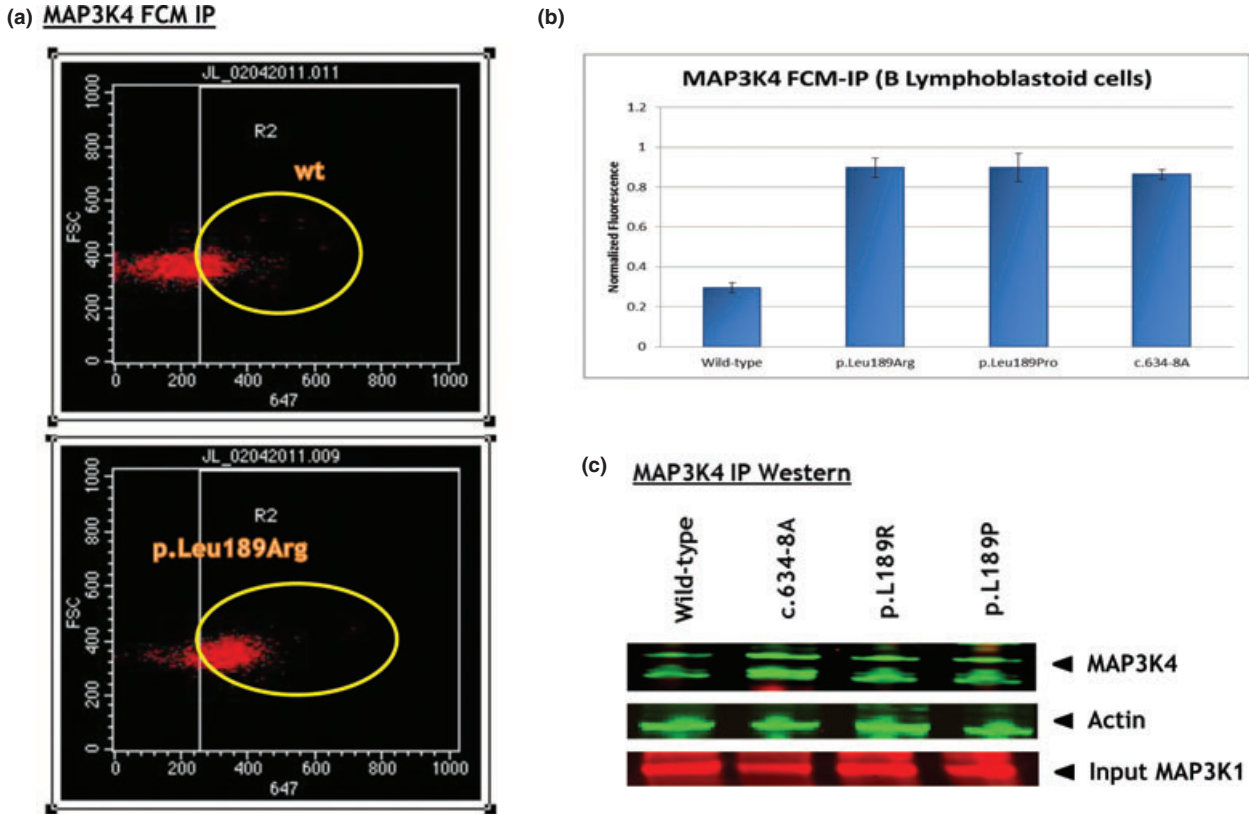 (a) MAP3K4 FCM IP
JL_02042011.011
R2
wt
FSC
1000
800
600
400
200
0
0 200 400 600 800 1000
647
JL_02042011.009
R2
p.Leu189Arg
FSC
1000
800
600
400
200
0
0 200 400 600 800 1000
647
(b)
MAP3K4 FCM-IP (B Lymphoblastoid cells)
Normalized Fluorescence
1.2
1
0.8
0.6
0.4
0.2
0
Wild-type p.Leu189Arg p.Leu189Pro c.634-8A
(c) MAP3K4 IP Western
Wild-type
c.634-8A
p.L189R
p.L189P
MAP3K4
Actin
Input MAP3K1